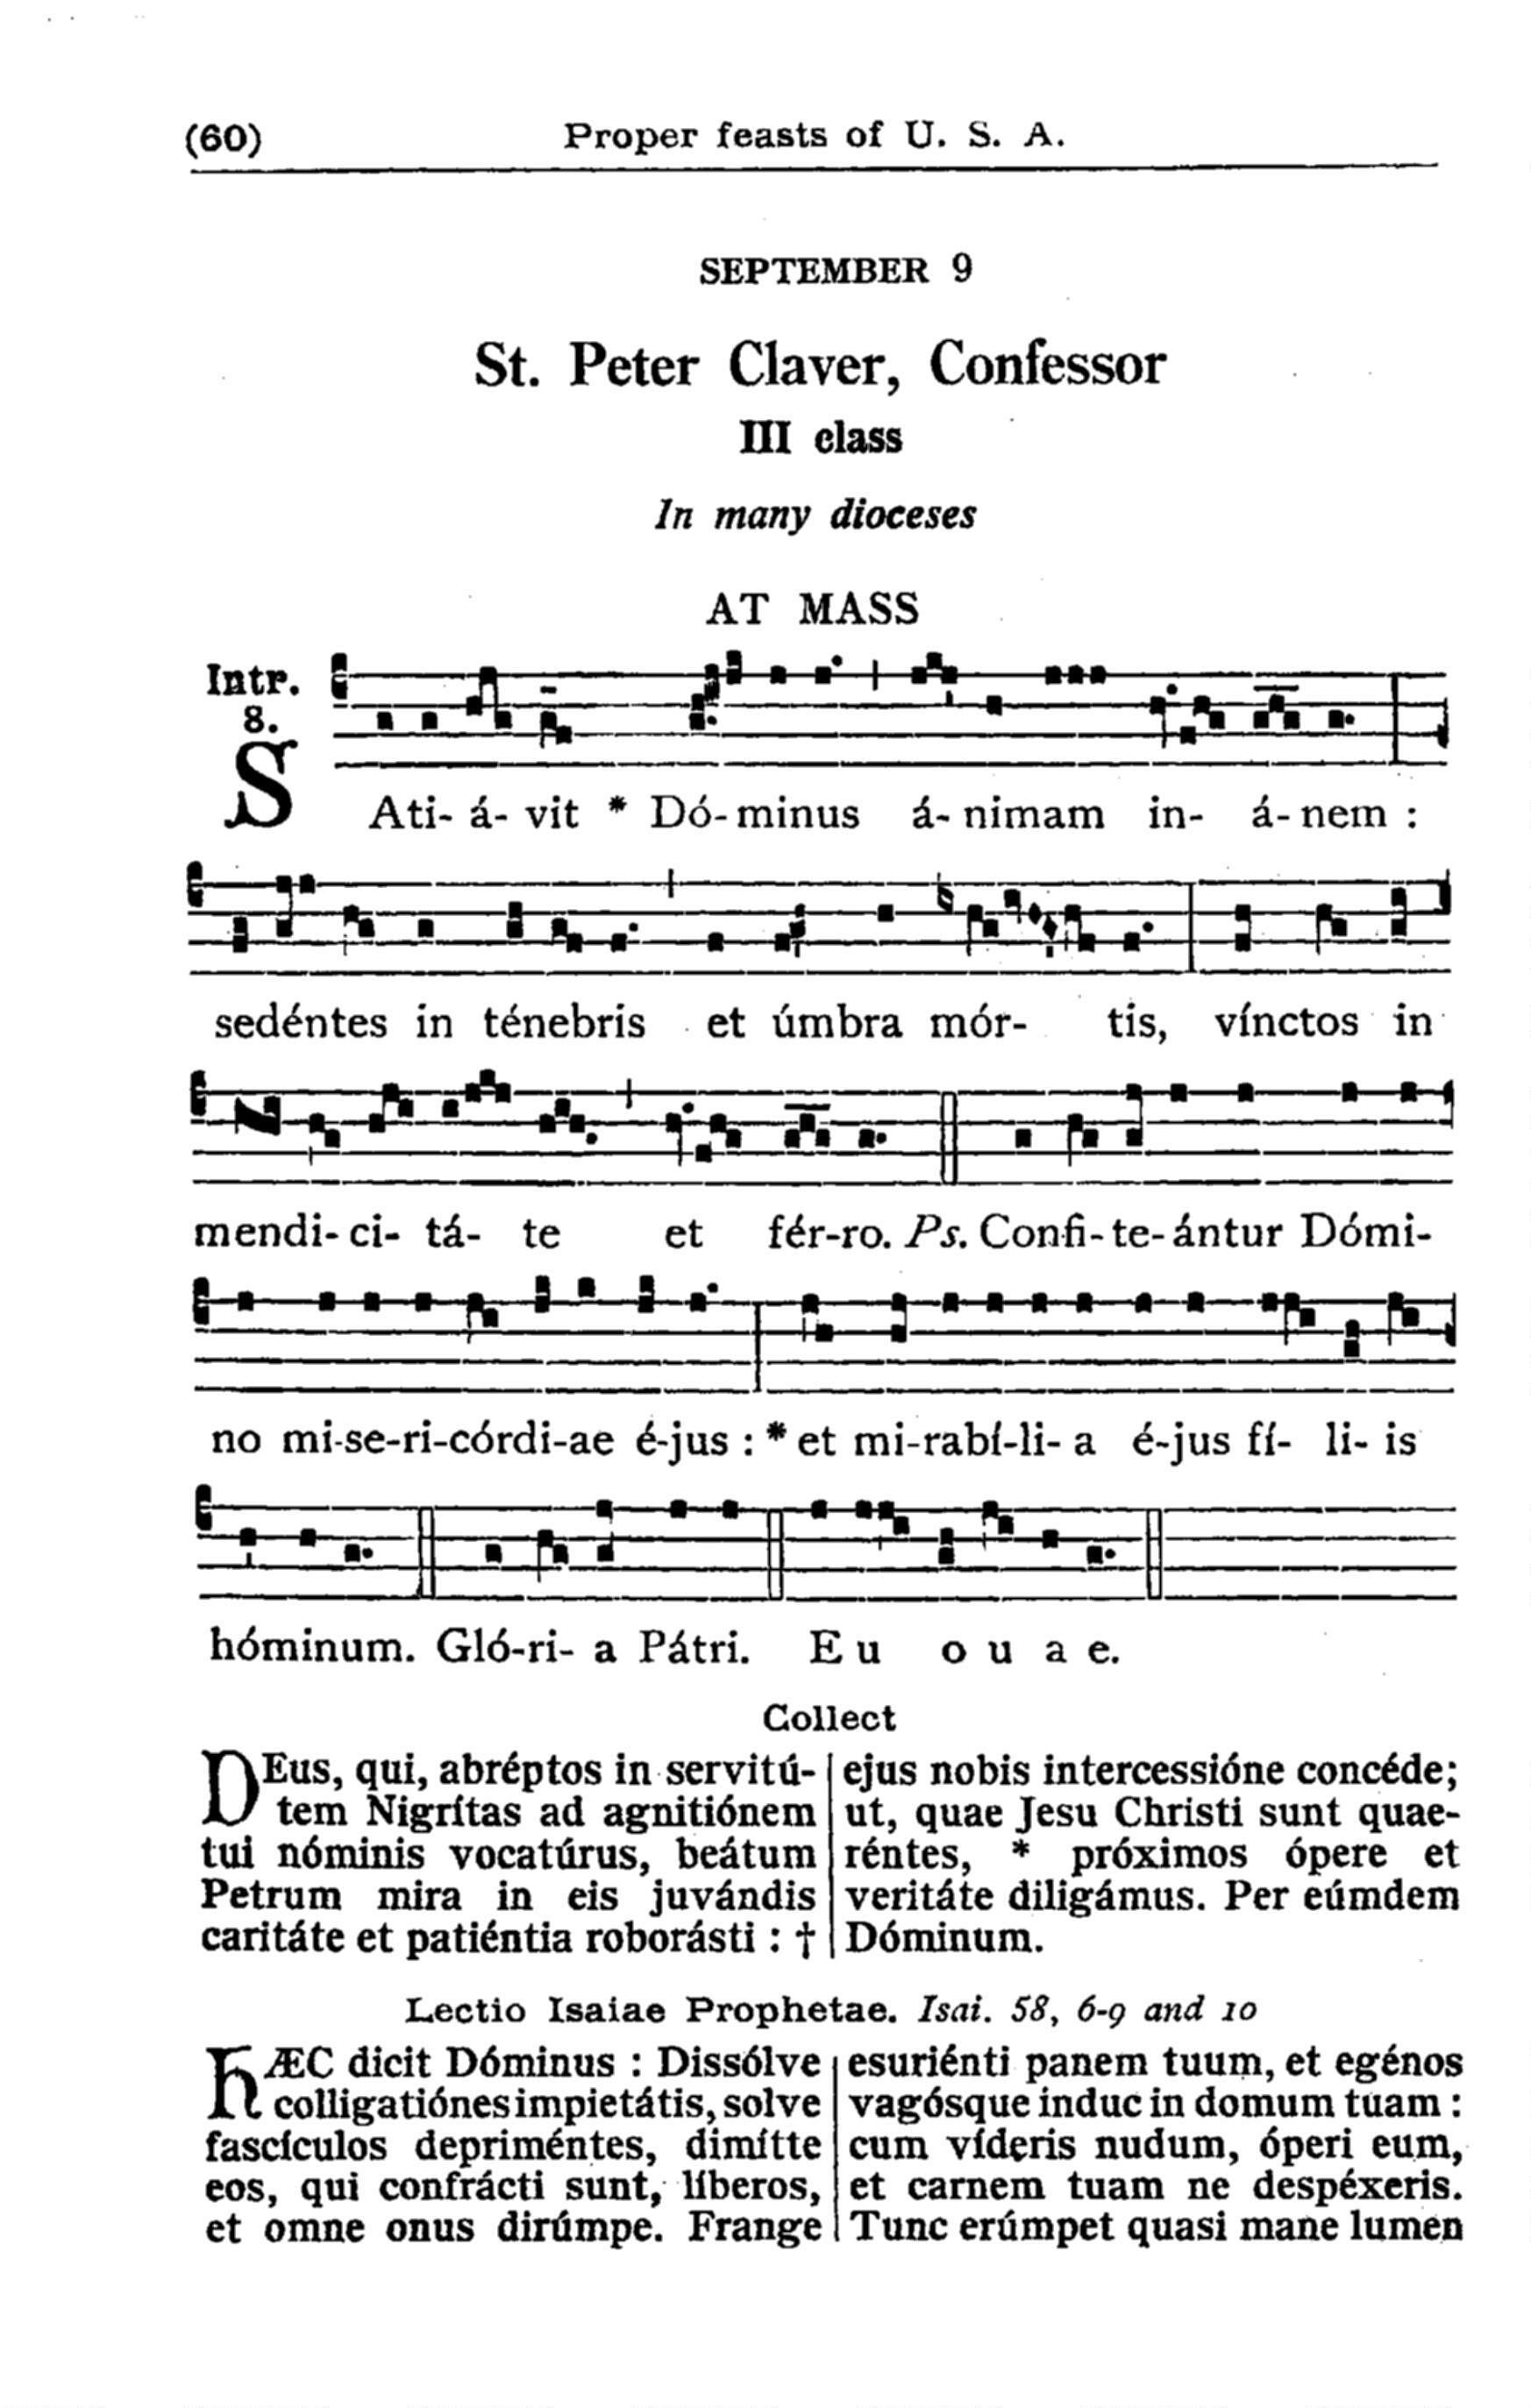 (60) Proper feasts of U. S. A.
SEPTEMBER 9
St. Peter Claver, Confessor
III class
In many dioceses
AT MASS
Intr.
8.
SAti- á- vit * Dó-minus á- nimam in- á-nem :
sedéntes in ténebris et úmbra mór- tis, vínctos in
mendi- ci- tá- te et fér-ro. Ps. Confi-te-ántur Dómi-
no mi-se-ri-córdi-ae é-jus : * et mi-rabí-li- a é-jus fí- li- is
hóminum. Gló-ri- a Pátri. E u o u a e.
Collect
DEus, qui, abréptos in servitú-
tem Nigrítas ad agnitiónem
tui nóminis vocatúrus, beátum
Petrum mira in eis juvándis
caritáte et patiéntia roborásti : †
ejus nobis intercessióne concéde;
ut, quae Jesu Christi sunt quae-
réntes, * próximos ópere et
veritáte diligámus. Per eúmdem
Dóminum.
Lectio Isaiae Prophetae. Isai. 58, 6-9 and 10
HÆC dicit Dóminus : Dissólve
colligatiónes impietátis, solve
fascículos depriméntes, dimítte
eos, qui confrácti sunt, líberos,
et omne onus dirúmpe. Frange
esuriénti panem tuum, et egénos
vagósque induc in domum tuam :
cum víderis nudum, óperi eum,
et carnem tuam ne despéxeris.
Tunc erúmpet quasi mane lumen